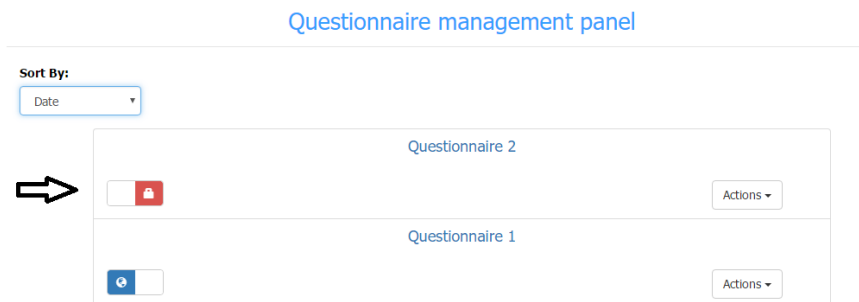 Questionnaire management panel
Sort By:
Date
Questionnaire 2
Actions
Questionnaire 1
Actions